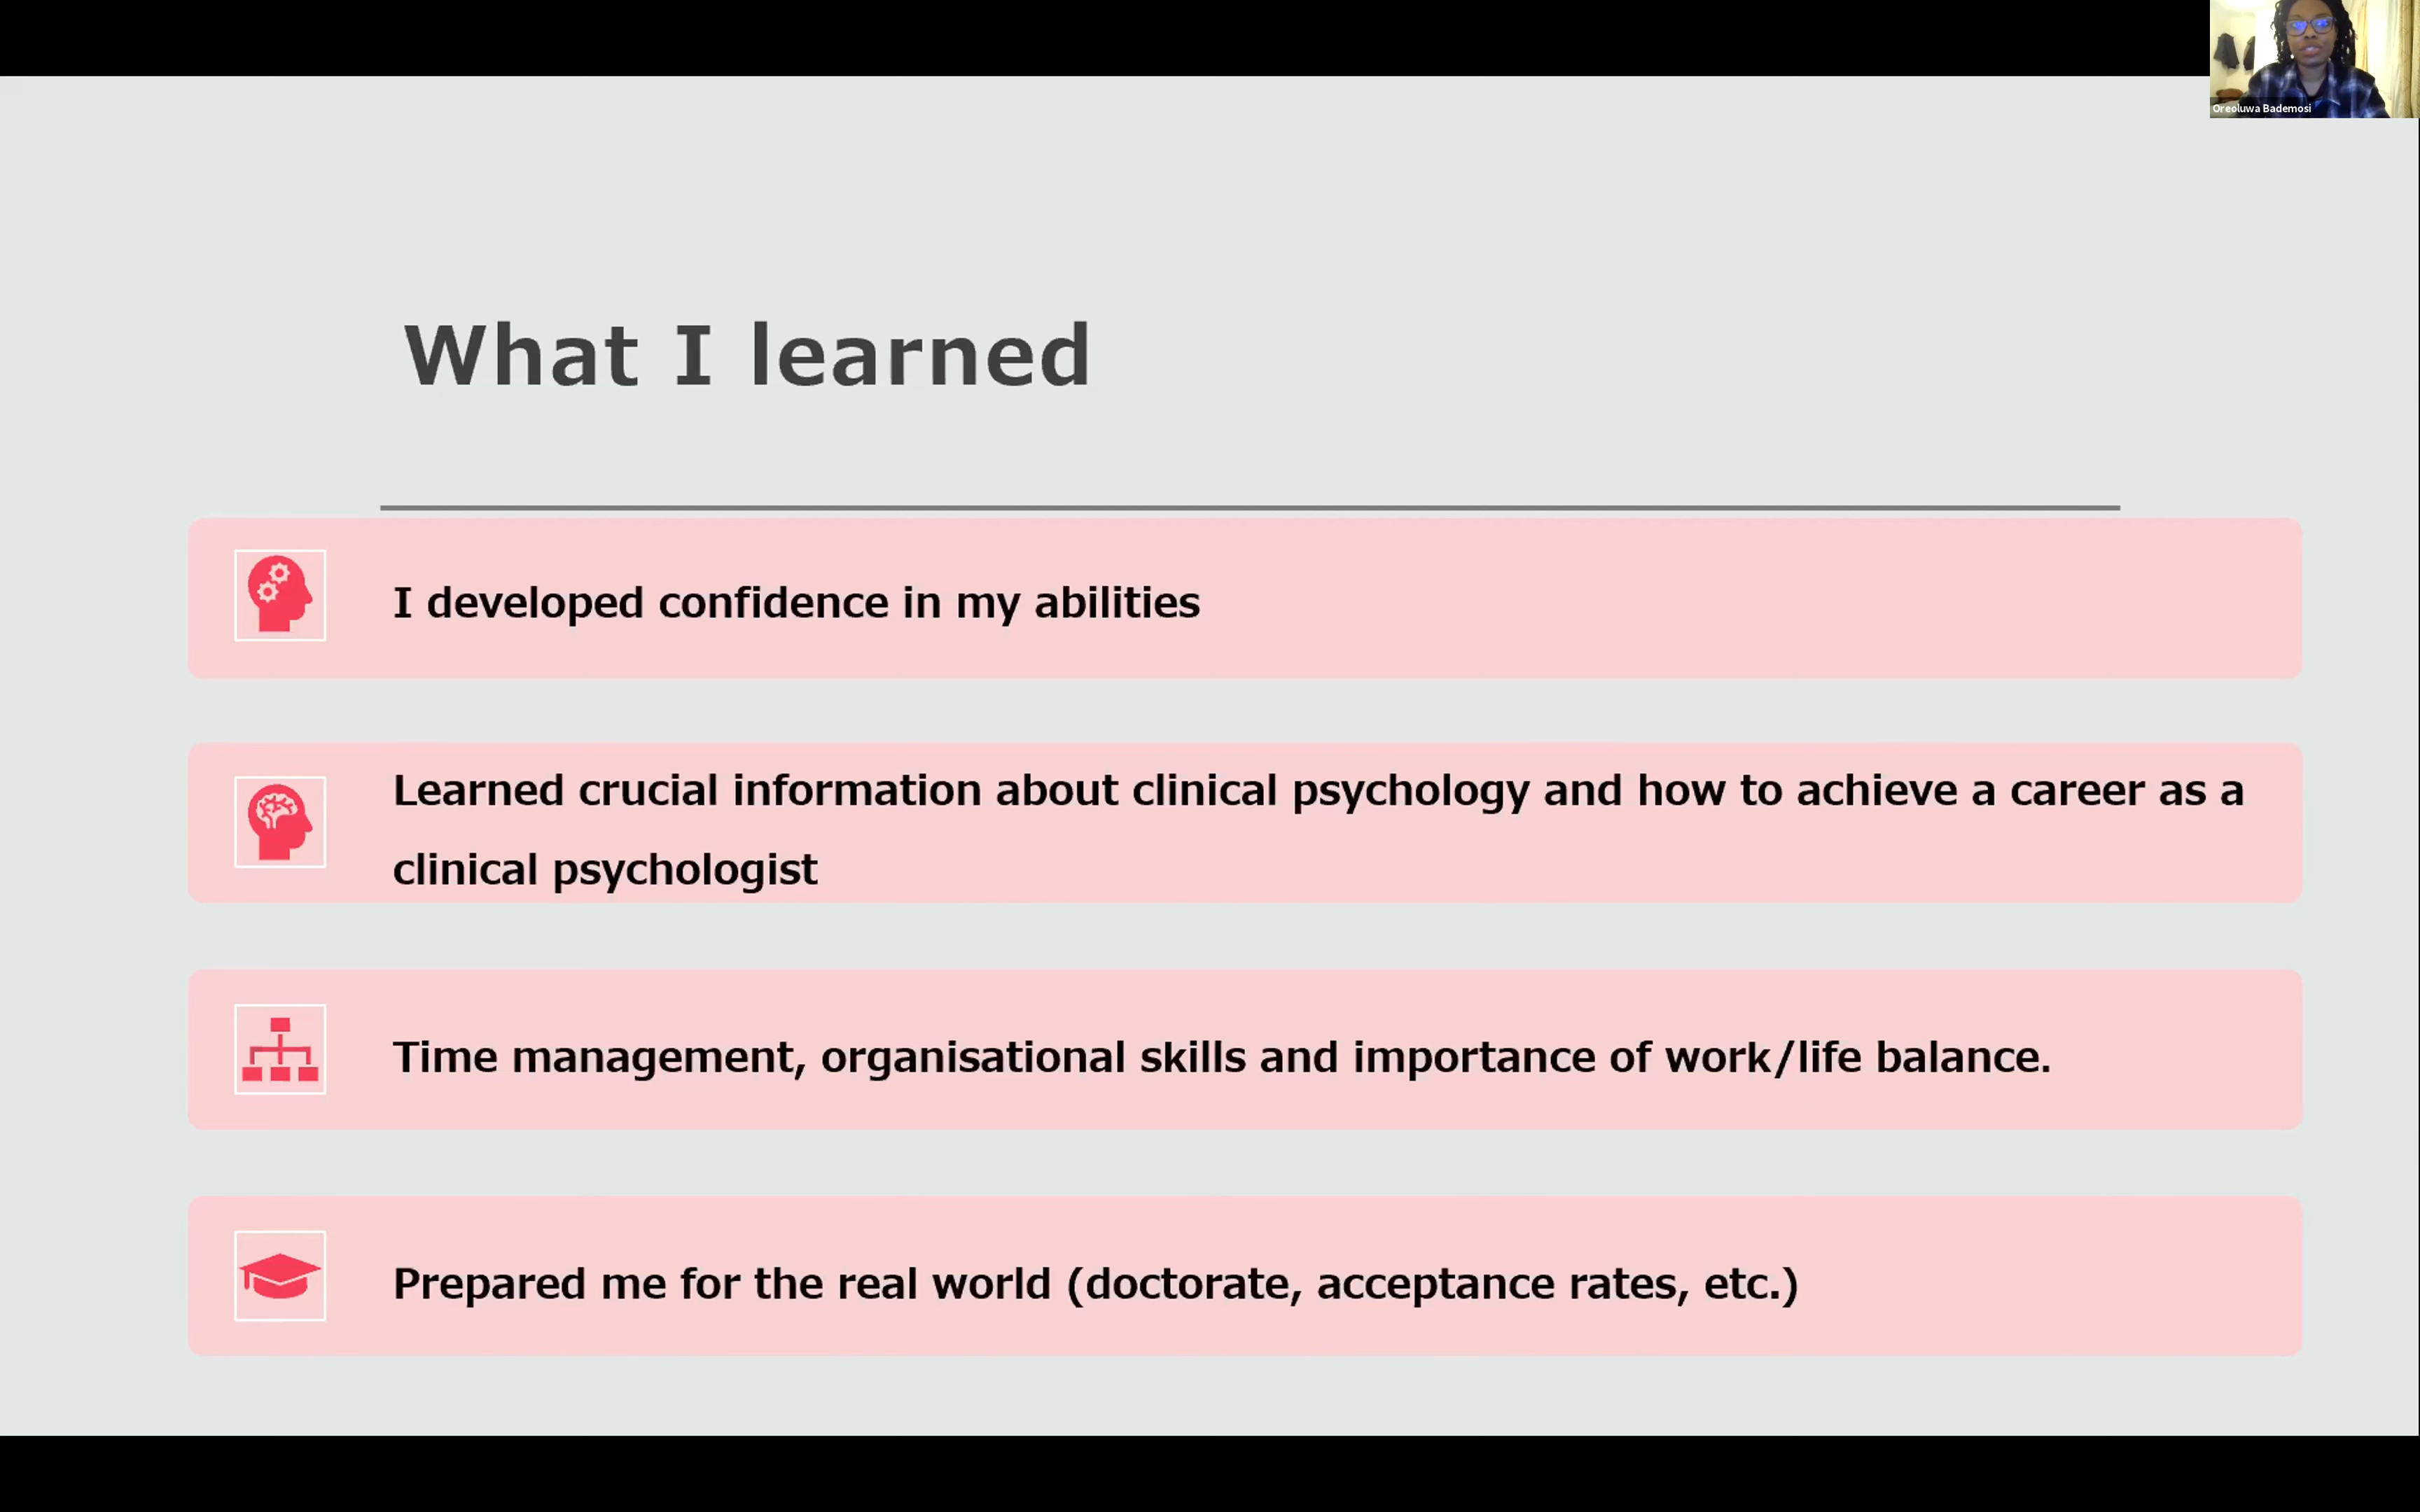 Oreoluwa Bademosi
What I learned
I developed confidence in my abilities
Learned crucial information about clinical psychology and how to achieve a career as a
clinical psychologist
Time management, organisational skills and importance of work/life balance.
Prepared me for the real world (doctorate, acceptance rates, etc.)